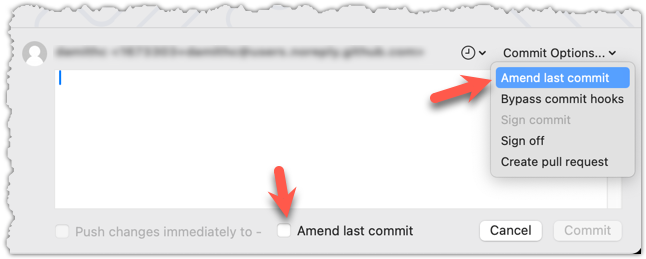 Commit Options...
Amend last commit
Bypass commit hooks
Sign commit
Sign off
Create pull request
Push changes immediately to -
Amend last commit
Cancel
Commit